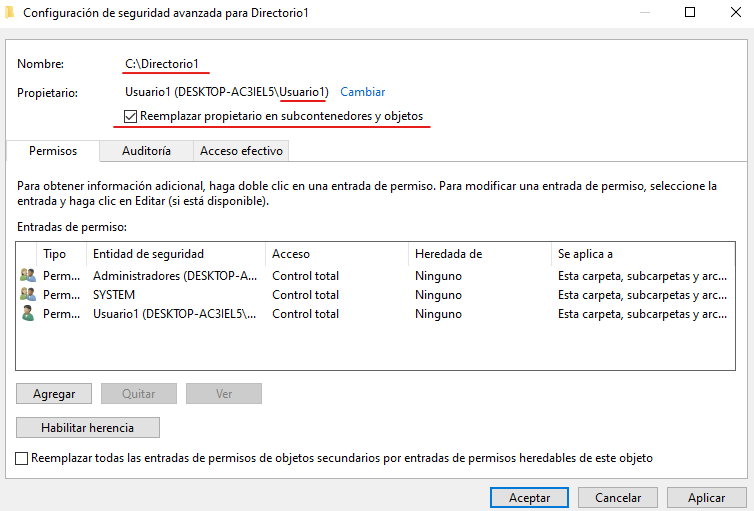 Configuración de seguridad avanzada para Directorio1
Nombre: C:\Directorio1
Propietario: Usuario1 (DESKTOP-AC3IEL5\Usuario1) Cambiar
Reemplazar propietario en subcontenedores y objetos
Permisos Auditoría Acceso efectivo
Para obtener información adicional, haga doble clic en una entrada de permiso. Para modificar una entrada de permiso, seleccione la
entrada y haga clic en Editar (si está disponible).
Entradas de permiso:
Tipo Entidad de seguridad Acceso Heredada de Se aplica a
Perm... Administradores (DESKTOP-A... Control total Ninguno Esta carpeta, subcarpetas y arc...
Perm... SYSTEM Control total Ninguno Esta carpeta, subcarpetas y arc...
Perm... Usuario1 (DESKTOP-AC3IEL5\... Control total Ninguno Esta carpeta, subcarpetas y arc...
Agregar Quitar Ver
Habilitar herencia
Reemplazar todas las entradas de permisos de objetos secundarios por entradas de permisos heredables de este objeto
Aceptar Cancelar Aplicar